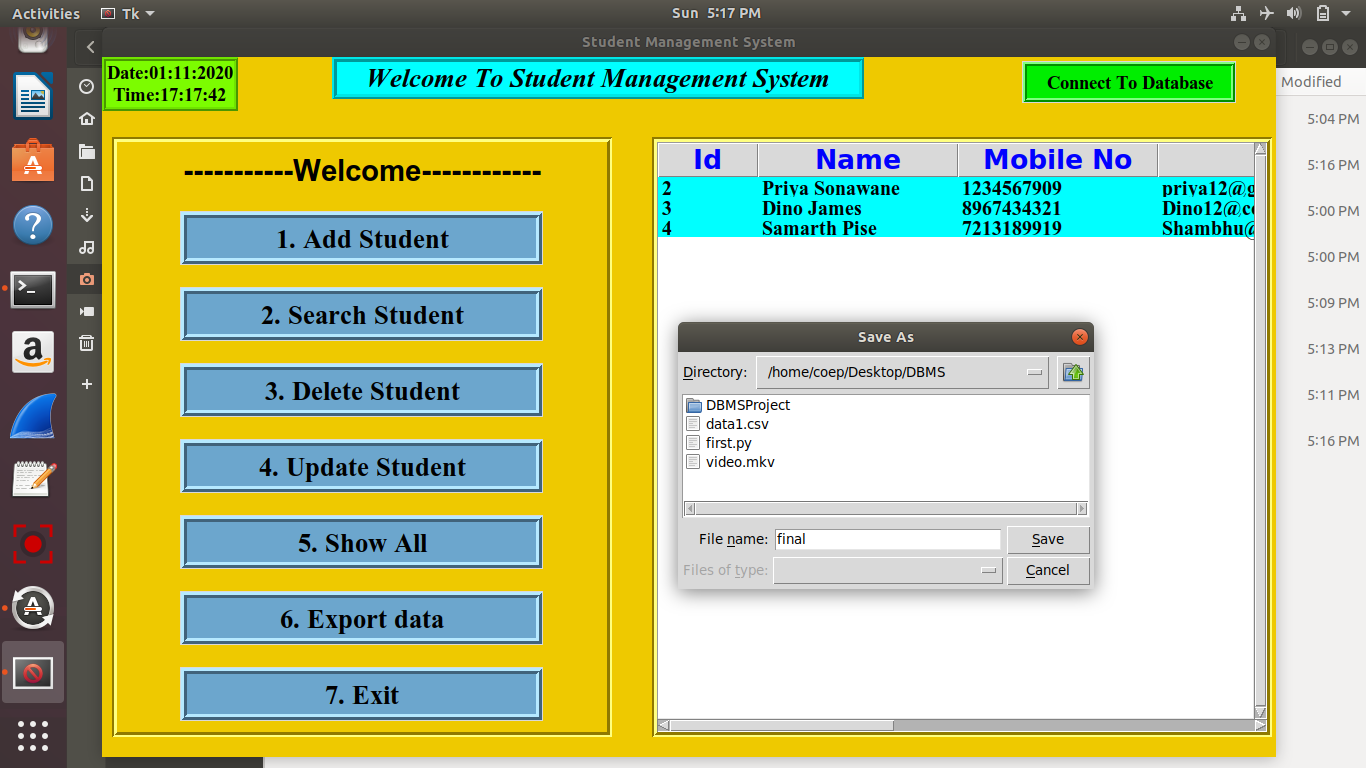 Activities Tk Sun 5:17 PM
Student Management System
Date:01:11:2020
Time:17:17:42
Welcome To Student Management System
Connect To Database
Modified
-----------Welcome------------
1. Add Student
2. Search Student
3. Delete Student
4. Update Student
5. Show All
6. Export data
7. Exit
Id Name Mobile No
2 Priya Sonawane 1234567909 priya12@g
3 Dino James 8967434321 Dino12@co
4 Samarth Pise 7213189919 Shambhu@
Save As
Directory: /home/coep/Desktop/DBMS
DBMSProject
data1.csv
first.py
video.mkv
File name: final Save
Files of type: Cancel
5:04 PM
5:16 PM
5:00 PM
5:00 PM
5:09 PM
5:13 PM
5:11 PM
5:16 PM